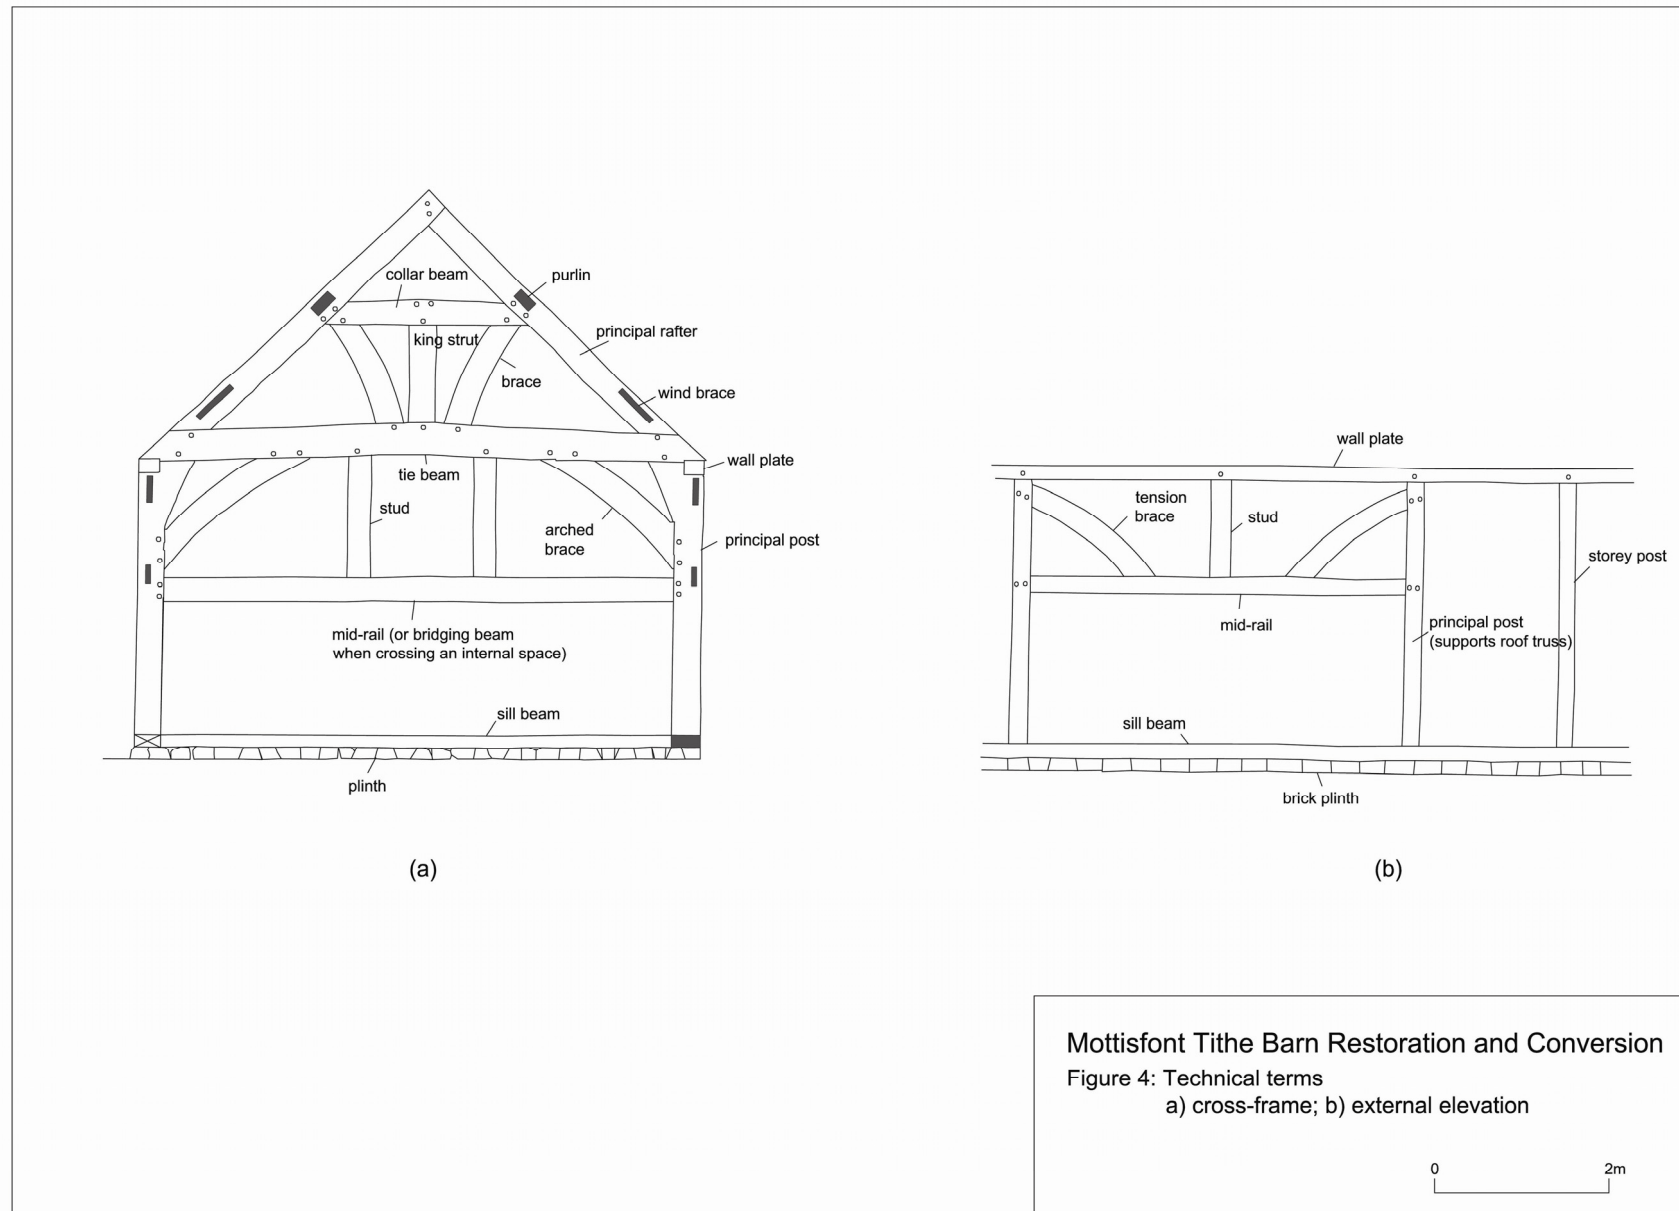 collar beam
purlin
king strut
principal rafter
brace
wind brace
wall plate
tie beam
stud
arched
brace
principal post
mid-rail (or bridging beam
when crossing an internal space)
sill beam
plinth
(a)
wall plate
tension
brace
stud
storey post
mid-rail
principal post
(supports roof truss)
sill beam
brick plinth
(b)
Mottisfont Tithe Barn Restoration and Conversion
Figure 4: Technical terms
a) cross-frame; b) external elevation
0 2m